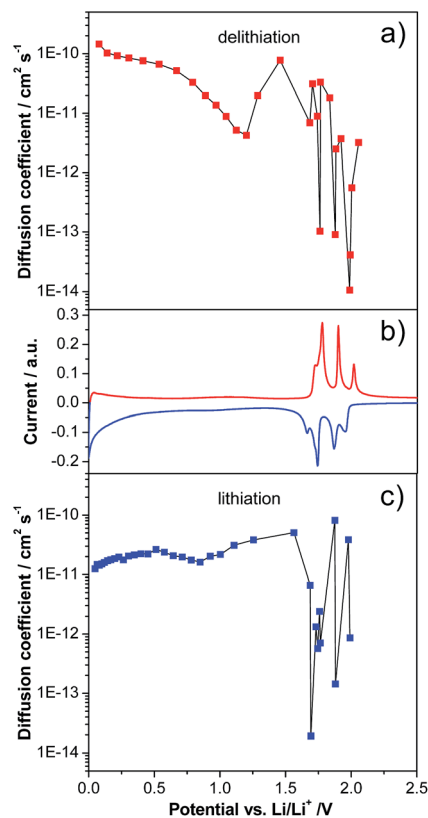 delithiation
a)
Diffusion coefficient / cm² s⁻¹
1E-10
1E-11
1E-12
1E-13
1E-14
b)
Current / a.u.
0.3
0.2
0.1
0.0
-0.1
-0.2
lithiation
c)
Diffusion coefficient / cm² s⁻¹
1E-10
1E-11
1E-12
1E-13
1E-14
0.0 0.5 1.0 1.5 2.0 2.5
Potential vs. Li/Li⁺ /V